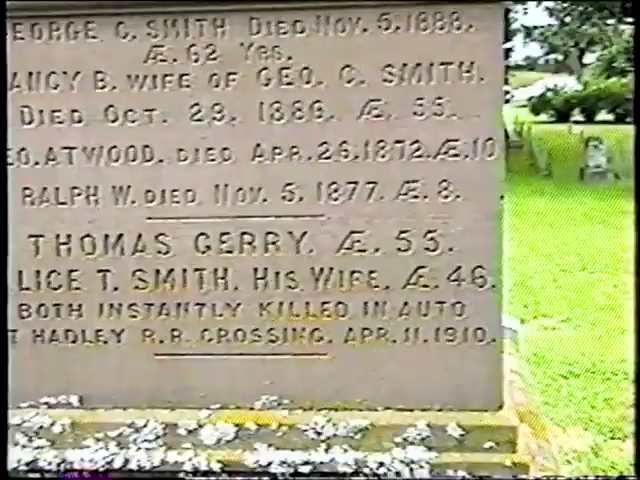 EORGE C. SMITH DIED NOV. 5. 1888.
Æ. 62 YRS.
ANCY B. WIFE OF GEO. C. SMITH.
DIED OCT. 29. 1886. Æ. 55.
EO. ATWOOD. DIED APR. 26. 1872. Æ. 10
RALPH W. DIED NOV. 5. 1877. Æ. 8.
THOMAS GERRY. Æ. 55.
LICE T. SMITH. HIS WIFE. Æ. 46.
BOTH INSTANTLY KILLED IN AUTO
T HADLEY R.R. CROSSING. APR. 11. 1910.